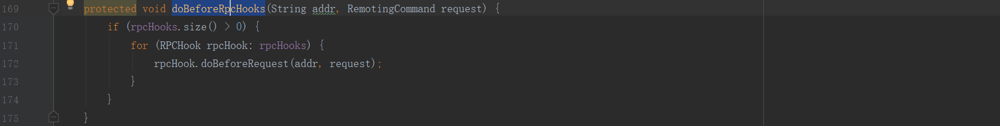 169 protected void doBeforeRpcHooks(String addr, RemotingCommand request) {
170 if (rpcHooks.size() > 0) {
171 for (RPCHook rpcHook: rpcHooks) {
172 rpcHook.doBeforeRequest(addr, request);
173 }
174 }
175 }